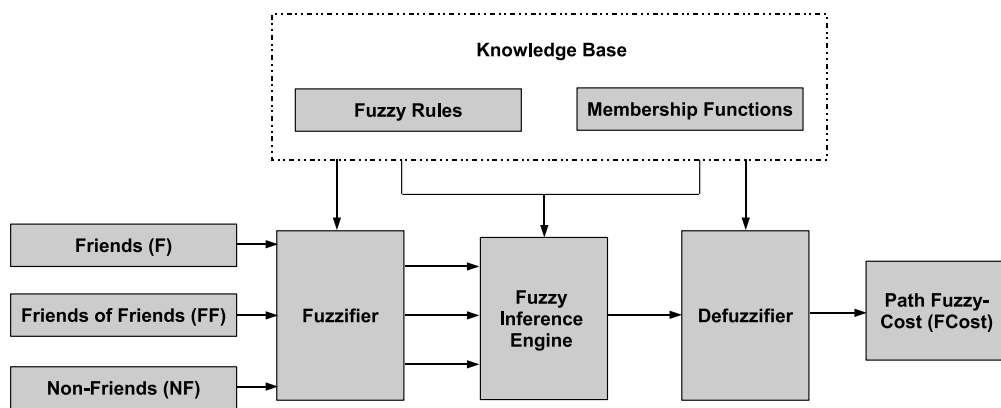 Knowledge Base
Fuzzy Rules
Membership Functions
Friends (F)
Friends of Friends (FF)
Non-Friends (NF)
Fuzzifier
Fuzzy
Inference
Engine
Defuzzifier
Path Fuzzy-
Cost (FCost)